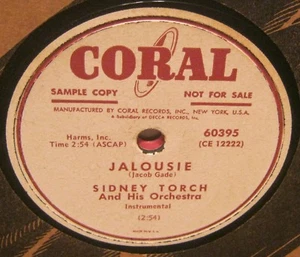 CORAL
SAMPLE COPY NOT FOR SALE
MANUFACTURED BY CORAL RECORDS, INC., NEW YORK, U.S.A.
A Subsidiary of DECCA RECORDS, INC.
Harms, Inc. 60395
Time 2:54 (ASCAP) (CE 12222)
JALOUSIE
(Jacob Gade)
SIDNEY TORCH
And His Orchestra
Instrumental
(2:54)